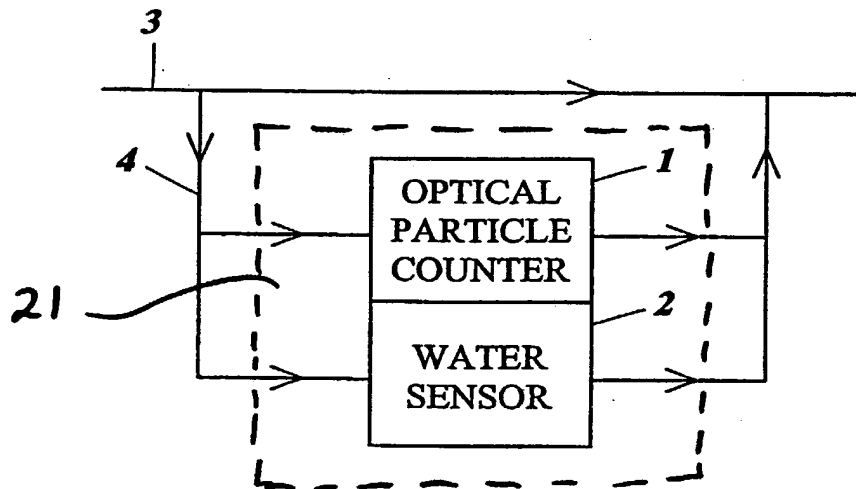 3
4
1
OPTICAL
PARTICLE
COUNTER
21
2
WATER
SENSOR